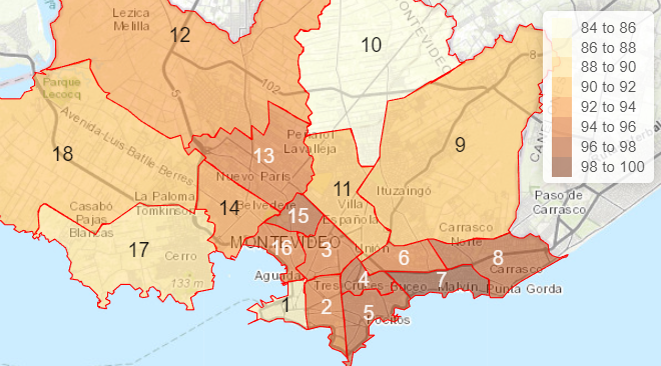 Lezica
Melilla
12
10
MONTEVIDEO
84 to 86
86 to 88
88 to 90
90 to 92
92 to 94
94 to 96
96 to 98
98 to 100
8
102
5
Parque
Lecocq
Avenida-Luis Batlle Berres
Peñarol
Lavalleja
9
18
13
Nuevo París
11
Ituzaingó
Paso de
Carrasco
La Paloma
Tomkinson
Casabó
Pajas
Blancas
14
Belvedere
15
Villa
Española
Carrasco
Norte
17
Cerro
133 m
MONTEVIDEO
16
3
Unión
6
8
Carrasco
Aguada
4
7
Tres Cruces
Buceo
Malvín
Punta Gorda
1
2
5
Pocitos